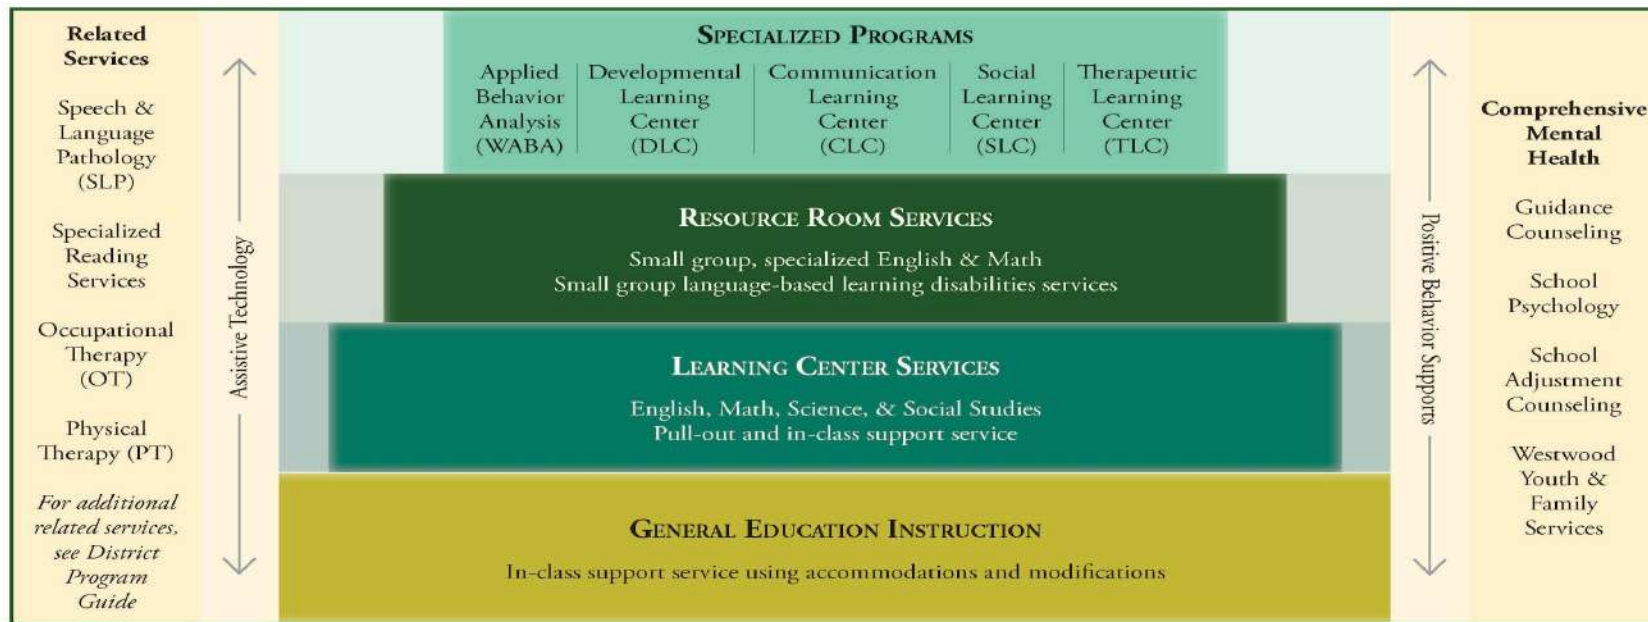 Related
Services
Speech &
Language
Pathology
(SLP)
Specialized
Reading
Services
Occupational
Therapy
(OT)
Physical
Therapy (PT)
For additional
related services,
see District
Program
Guide
Assistive Technology
SPECIALIZED PROGRAMS
Applied
Behavior
Analysis
(WABA)
Developmental
Learning
Center
(DLC)
Communication
Learning
Center
(CLC)
Social
Learning
Center
(SLC)
Therapeutic
Learning
Center
(TLC)
RESOURCE ROOM SERVICES
Small group, specialized English & Math
Small group language-based learning disabilities services
LEARNING CENTER SERVICES
English, Math, Science, & Social Studies
Pull-out and in-class support service
GENERAL EDUCATION INSTRUCTION
In-class support service using accommodations and modifications
Positive Behavior Supports
Comprehensive
Mental
Health
Guidance
Counseling
School
Psychology
School
Adjustment
Counseling
Westwood
Youth &
Family
Services